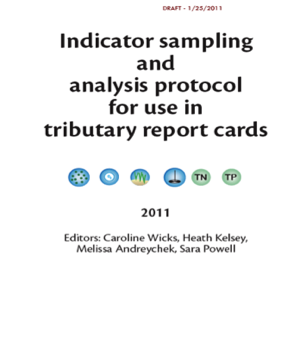 DRAFT - 1/25/2011
Indicator sampling
and
analysis protocol
for use in
tributary report cards
TN TP
2011
Editors: Caroline Wicks, Heath Kelsey,
Melissa Andreychek, Sara Powell